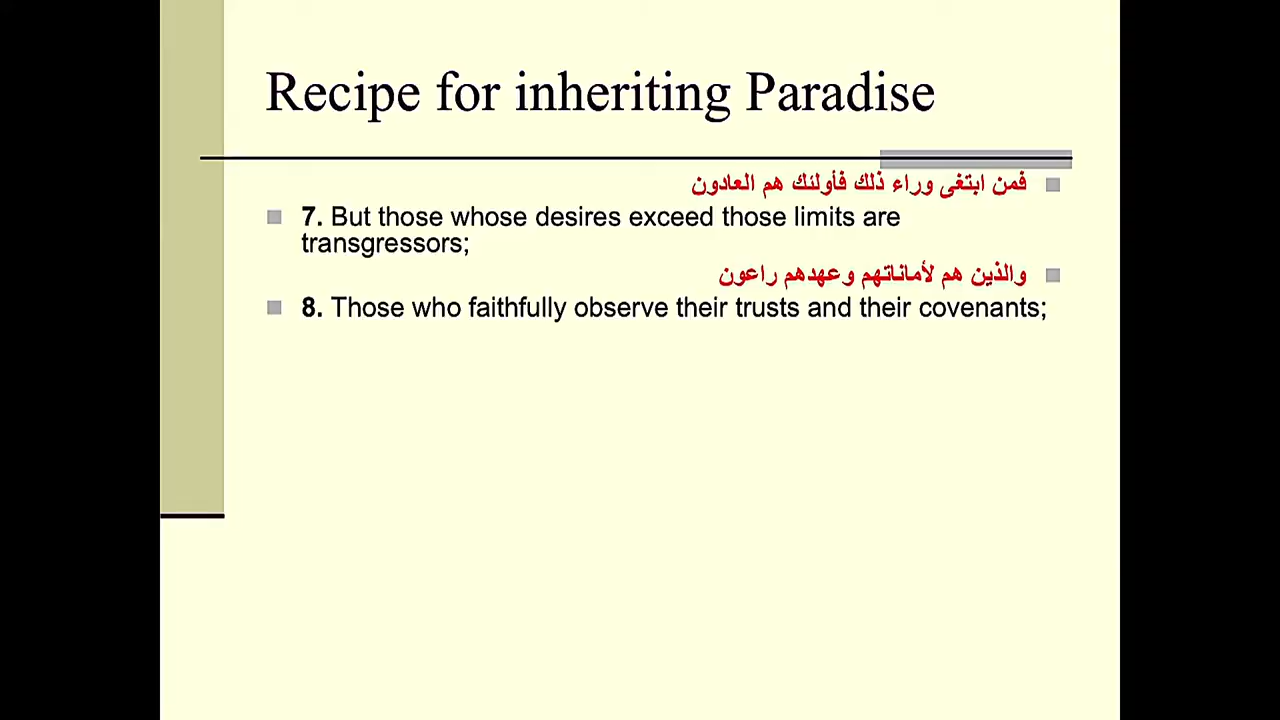 Recipe for inheriting Paradise
فمن ابتغى وراء ذلك فأولئك هم العادون
7. But those whose desires exceed those limits are
transgressors;
والذين هم لأماناتهم وعهدهم راعون
8. Those who faithfully observe their trusts and their covenants;